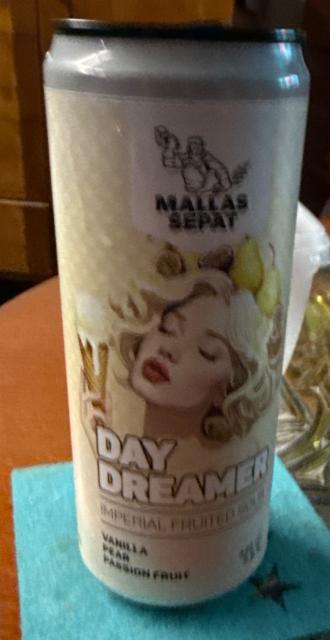 MALLAS
SEPAT
DAY
DREAMER
IMPERIAL FRUITED SOUR
VANILLA
PEAR
PASSION FRUIT